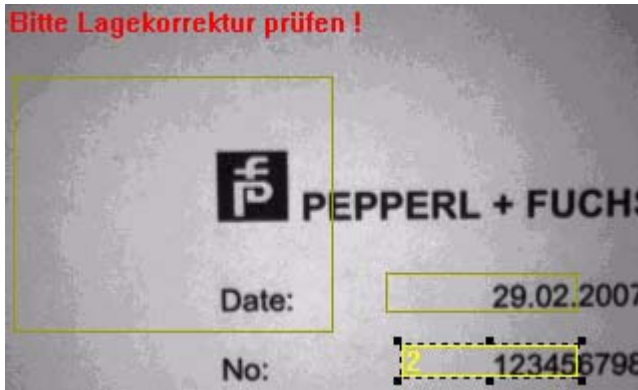 Bitte Lagekorrektur prüfen !
PEPPERL + FUCHS
Date: 29.02.2007
No: 2 123456798